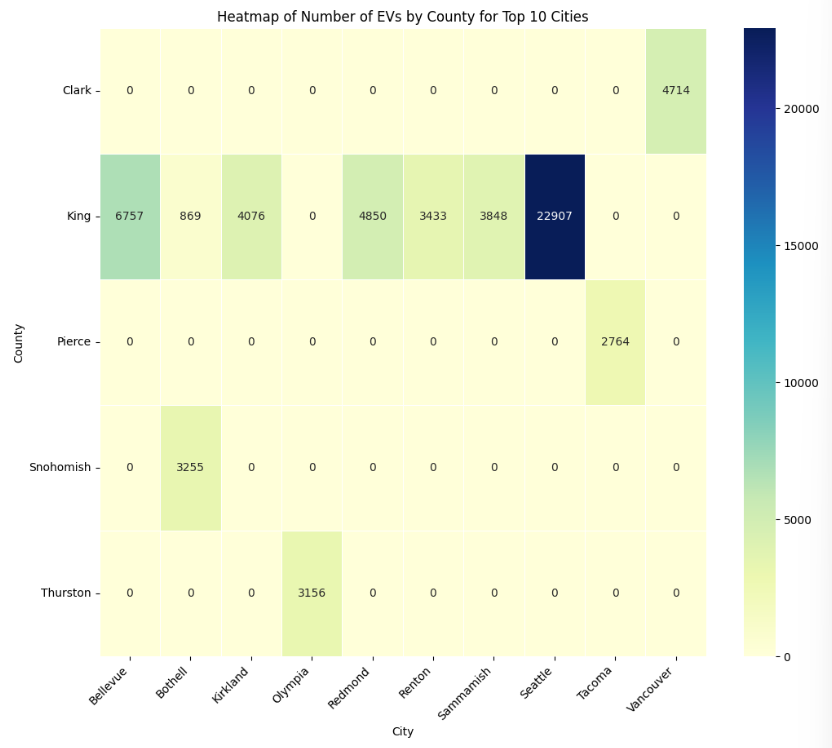 Heatmap of Number of EVs by County for Top 10 Cities
Clark 0 0 0 0 0 0 0 0 0 4714
King 6757 869 4076 0 4850 3433 3848 22907 0 0
Pierce 0 0 0 0 0 0 0 0 2764 0
Snohomish 0 3255 0 0 0 0 0 0 0 0
Thurston 0 0 0 3156 0 0 0 0 0 0
County
Bellevue Bothell Kirkland Olympia Redmond Renton Sammamish Seattle Tacoma Vancouver
City
20000
15000
10000
5000
0